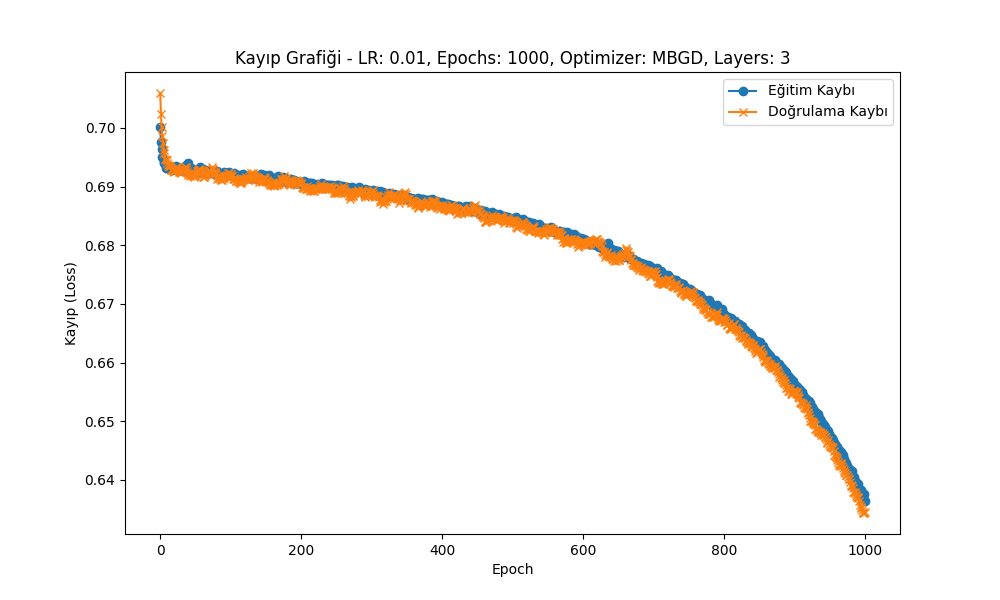 Kayıp Grafiği - LR: 0.01, Epochs: 1000, Optimizer: MBGD, Layers: 3
Eğitim Kaybı
Doğrulama Kaybı
Kayıp (Loss)
0.70
0.69
0.68
0.67
0.66
0.65
0.64
0 200 400 600 800 1000
Epoch